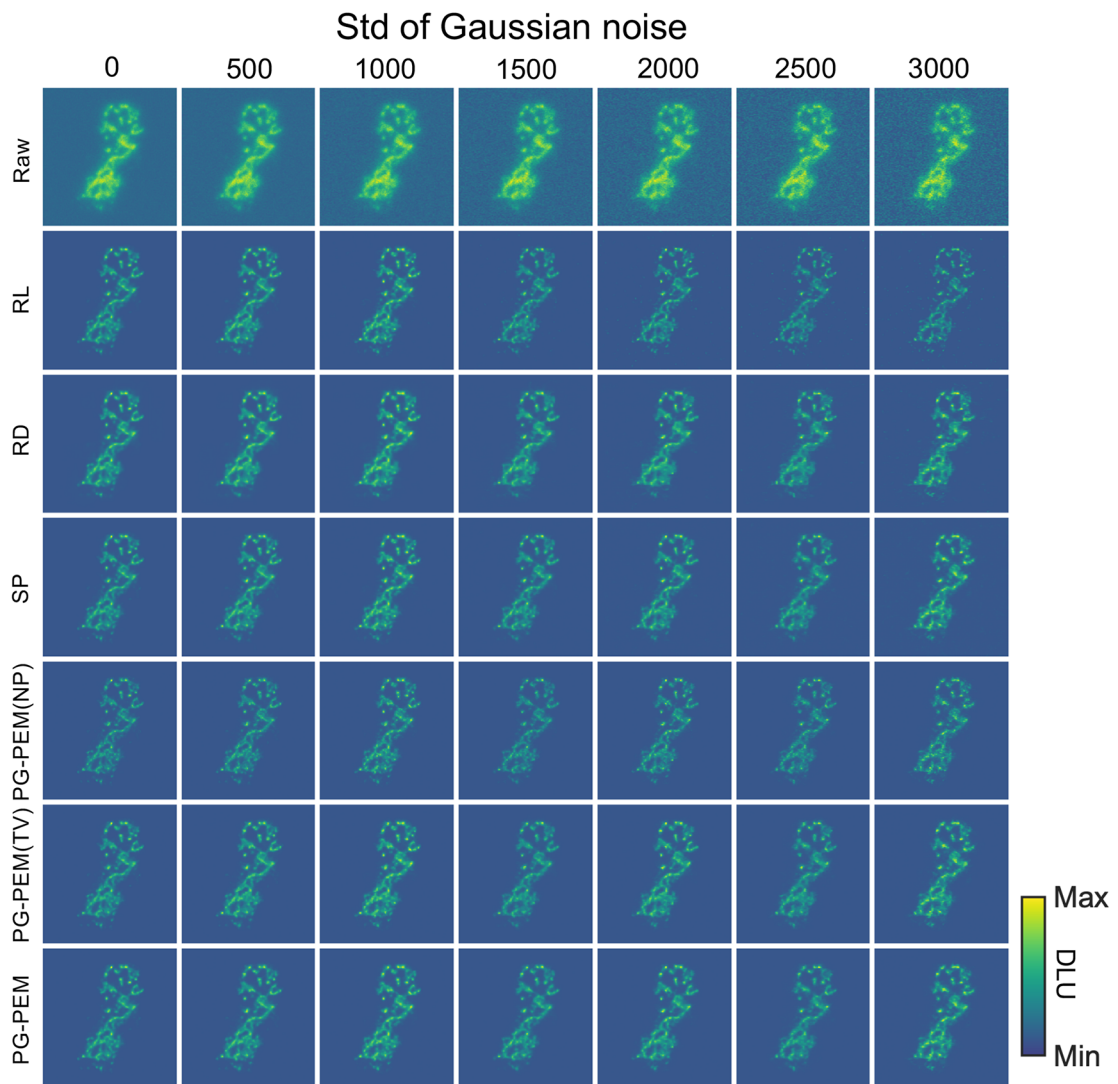 Std of Gaussian noise
0 500 1000 1500 2000 2500 3000
Raw
RL
RD
SP
PG-PEM(NP)
PG-PEM(TV)
PG-PEM
Max
DLU
Min